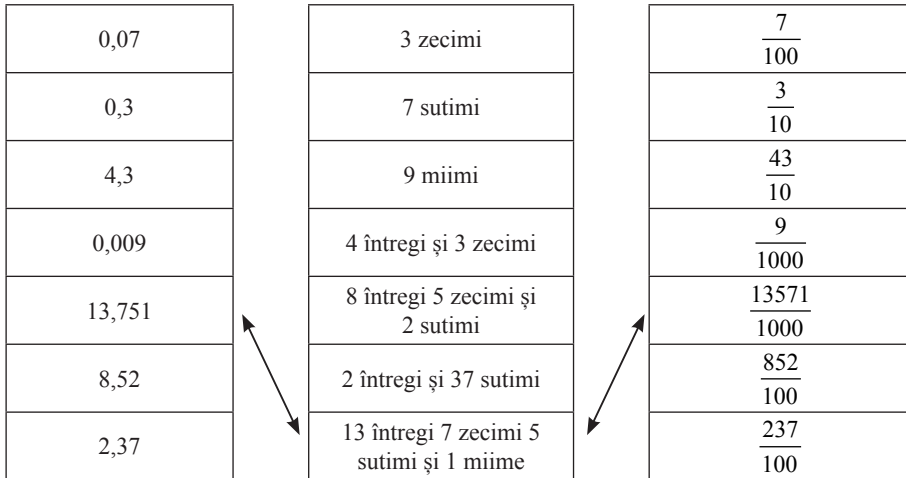 0,07
3 zecimi
7
100
0,3
7 sutimi
3
10
4,3
9 miimi
43
10
0,009
4 întregi și 3 zecimi
9
1000
13,751
8 întregi 5 zecimi și
2 sutimi
13571
1000
8,52
2 întregi și 37 sutimi
852
100
2,37
13 întregi 7 zecimi 5
sutimi și 1 miime
237
100